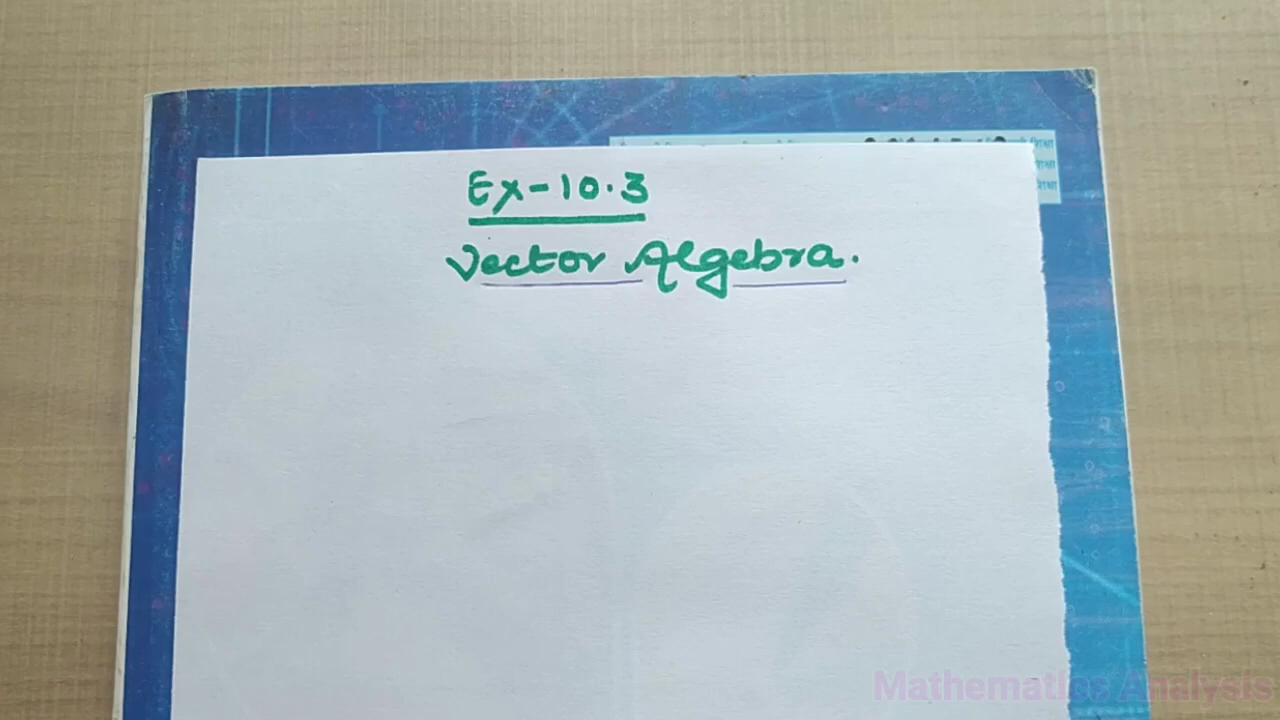 Ex-10.3
Vector Algebra.
शिक्षा
शिक्षा
शिक्षा
Mathematics Analysis